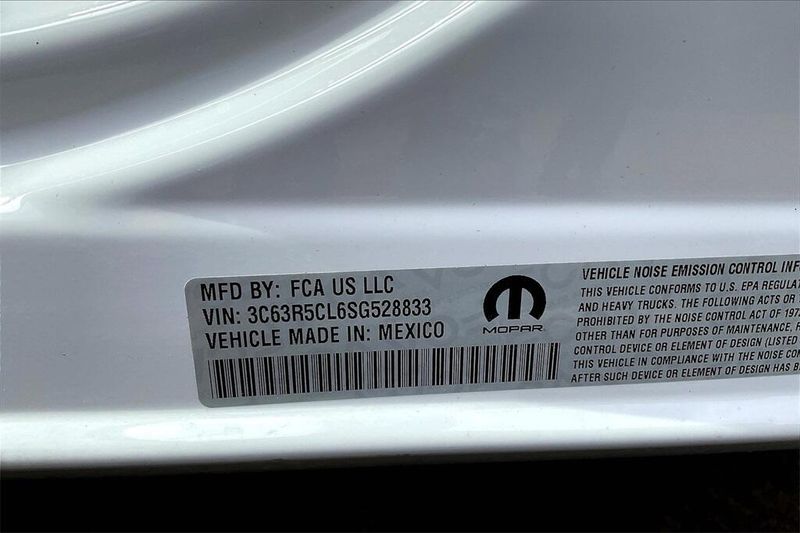 MFD BY: FCA US LLC
VIN: 3C63R5CL6SG528833
VEHICLE MADE IN: MEXICO
MOPAR
VEHICLE NOISE EMISSION CONTROL INF
THIS VEHICLE CONFORMS TO U.S. EPA REGULAT
AND HEAVY TRUCKS. THE FOLLOWING ACTS OR
PROHIBITED BY THE NOISE CONTROL ACT OF 197
OTHER THAN FOR PURPOSES OF MAINTENANCE,
CONTROL DEVICE OR ELEMENT OF DESIGN (LISTED
THIS VEHICLE IN COMPLIANCE WITH THE NOISE CON
AFTER SUCH DEVICE OR ELEMENT OF DESIGN HAS B